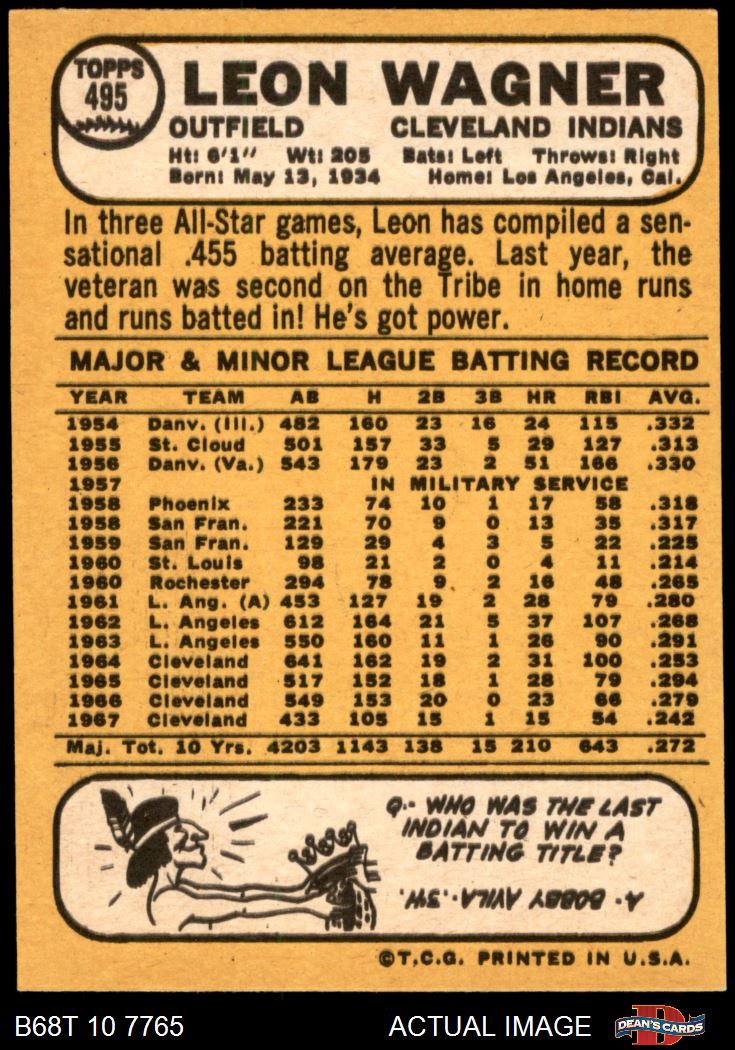 TOPPS
495
LEON WAGNER
OUTFIELD CLEVELAND INDIANS
Ht: 6'1" Wt: 205 Bats: Left Throws: Right
Born: May 13, 1934 Home: Los Angeles, Cal.
In three All-Star games, Leon has compiled a sen-
sational .455 batting average. Last year, the
veteran was second on the Tribe in home runs
and runs batted in! He's got power.
MAJOR & MINOR LEAGUE BATTING RECORD
YEAR TEAM AB H 2B 3B HR RBI AVG.
1954 Danv. (Ill.) 482 160 23 16 24 115 .332
1955 St. Cloud 501 157 33 5 29 127 .313
1956 Danv. (Va.) 543 179 23 2 51 166 .330
1957 IN MILITARY SERVICE
1958 Phoenix 233 74 10 1 17 58 .318
1958 San Fran. 221 70 9 0 13 35 .317
1959 San Fran. 129 29 4 3 5 22 .225
1960 St. Louis 98 21 2 0 4 11 .214
1960 Rochester 294 78 9 2 16 48 .265
1961 L. Ang. (A) 453 127 19 2 28 79 .280
1962 L. Angeles 612 164 21 5 37 107 .268
1963 L. Angeles 550 160 11 1 26 90 .291
1964 Cleveland 641 162 19 2 31 100 .253
1965 Cleveland 517 152 18 1 28 79 .294
1966 Cleveland 549 153 20 0 23 66 .279
1967 Cleveland 433 105 15 1 15 54 .242
Maj. Tot. 10 Yrs. 4203 1143 138 15 210 643 .272
Q.- WHO WAS THE LAST
INDIAN TO WIN A
BATTING TITLE?
A- BOBBY AVILA-.341.
©T.C.G. PRINTED IN U.S.A.
B68T 10 7765 ACTUAL IMAGE DEAN'S CARDS